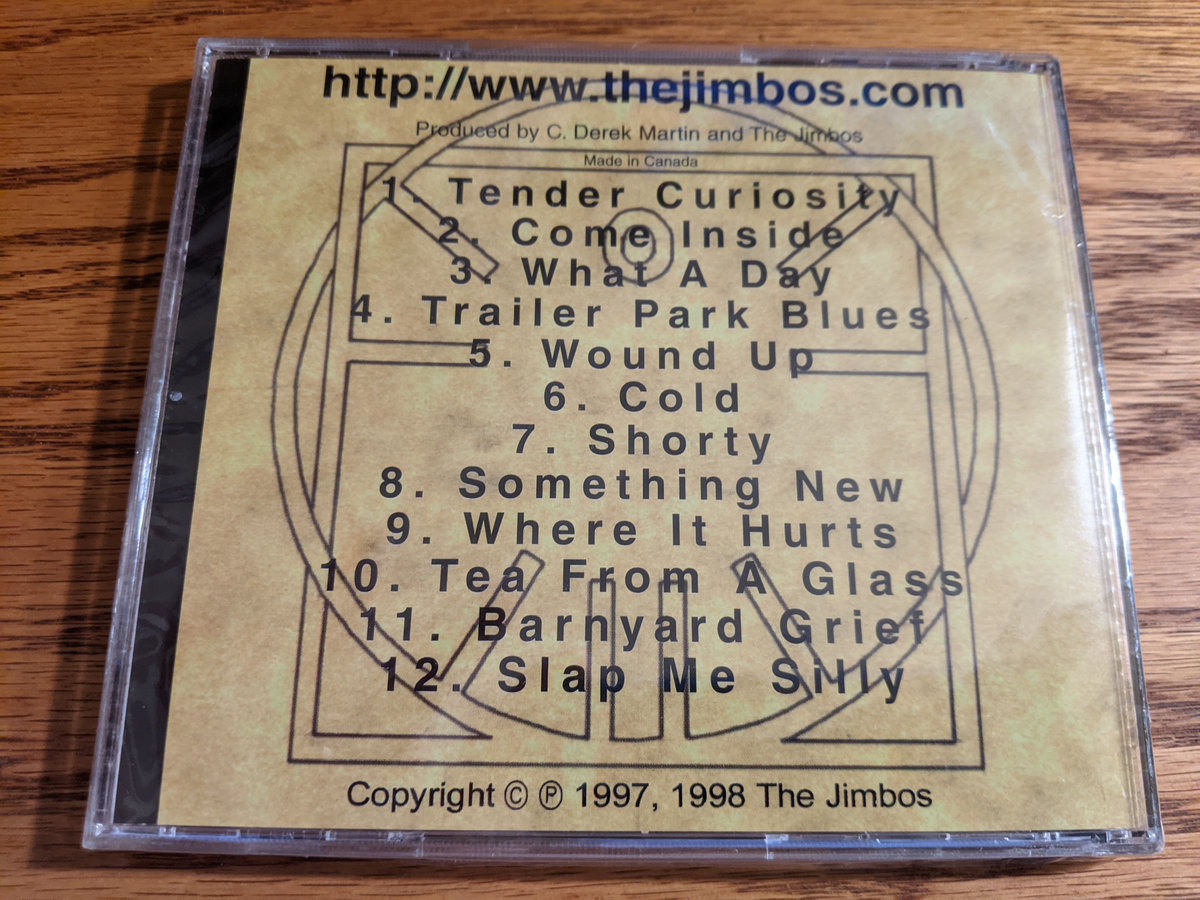 http://www.thejimbos.com
Produced by C. Derek Martin and The Jimbos
Made in Canada
1. Tender Curiosity
2. Come Inside
3. What A Day
4. Trailer Park Blues
5. Wound Up
6. Cold
7. Shorty
8. Something New
9. Where It Hurts
10. Tea From A Glass
11. Barnyard Grief
12. Slap Me Silly
Copyright © ℗ 1997, 1998 The Jimbos